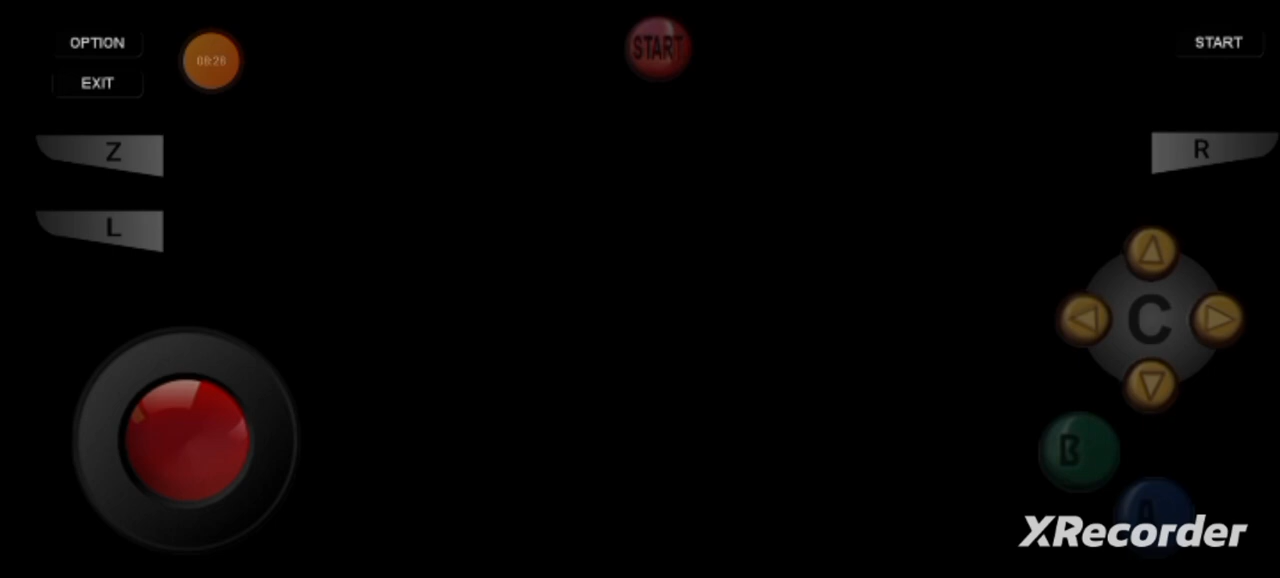 OPTION
08:26
START
START
EXIT
Z
R
L
C
B
A
XRecorder